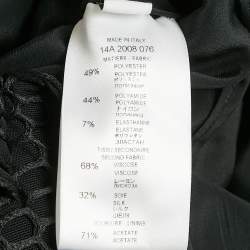 MADE IN ITALY
14A 2008 076
MATIERE / FABRIC
49% POLYESTER
POLYESTER
ポリエステル
44% POLYAMIDE
POLYAMIDE
ナイロン
7% ELASTHANNE
ELASTANE
ポリウレタン
TISSU SECONDAIRE
SECOND FABRIC
68% VISCOSE
VISCOSE
レーヨン
32% SOIE
SILK
シルク
71% ACETATE
ACETATE